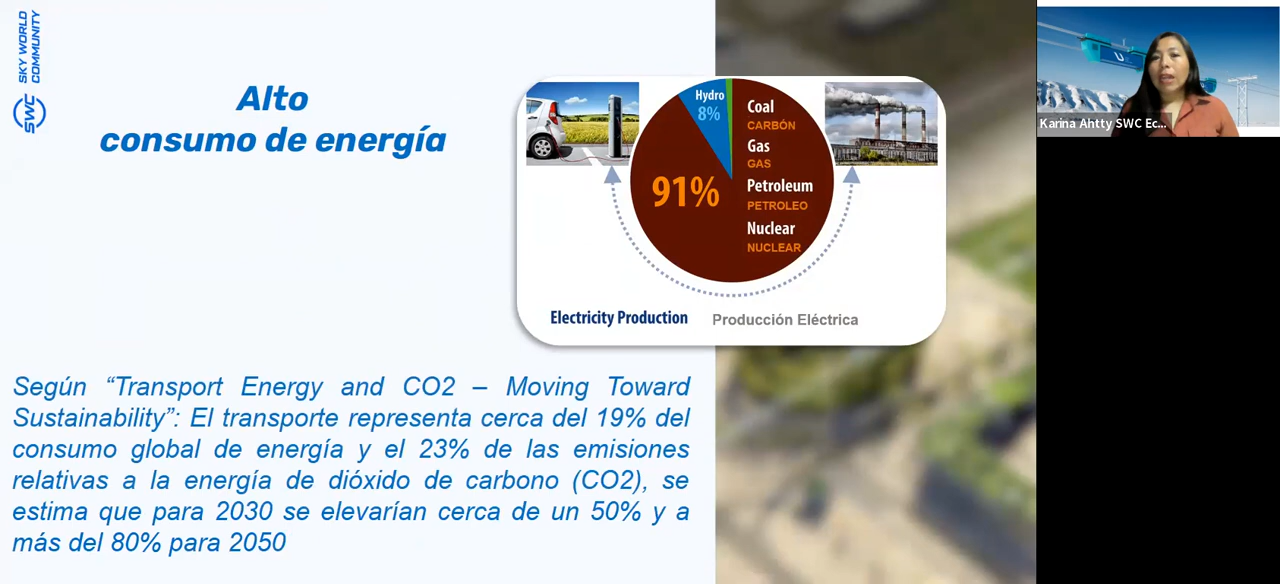 SKY WORLD
COMMUNITY
SWC
Alto
consumo de energía
Hydro
8%
91%
Coal
CARBÓN
Gas
GAS
Petroleum
PETROLEO
Nuclear
NUCLEAR
Electricity Production
Producción Eléctrica
Según “Transport Energy and CO2 – Moving Toward
Sustainability”: El transporte representa cerca del 19% del
consumo global de energía y el 23% de las emisiones
relativas a la energía de dióxido de carbono (CO2), se
estima que para 2030 se elevarían cerca de un 50% y a
más del 80% para 2050
Karina Ahtty SWC Ec...